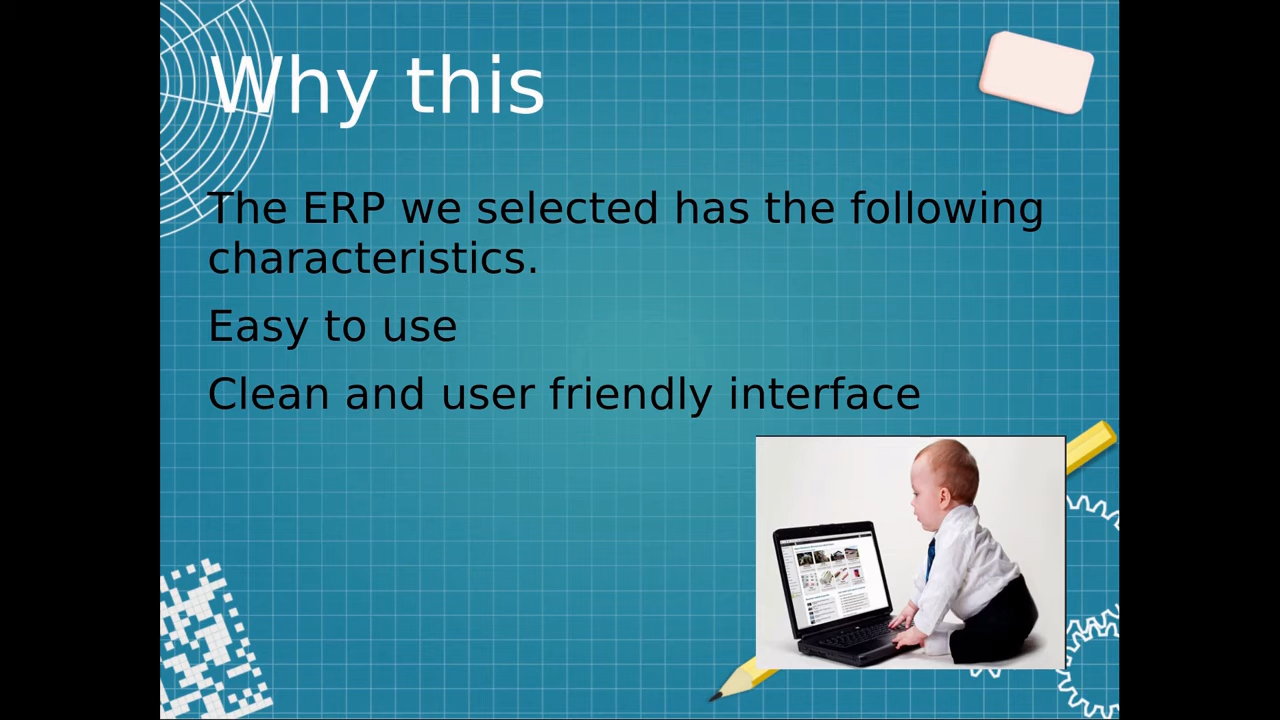 Why this
The ERP we selected has the following
characteristics.
Easy to use
Clean and user friendly interface